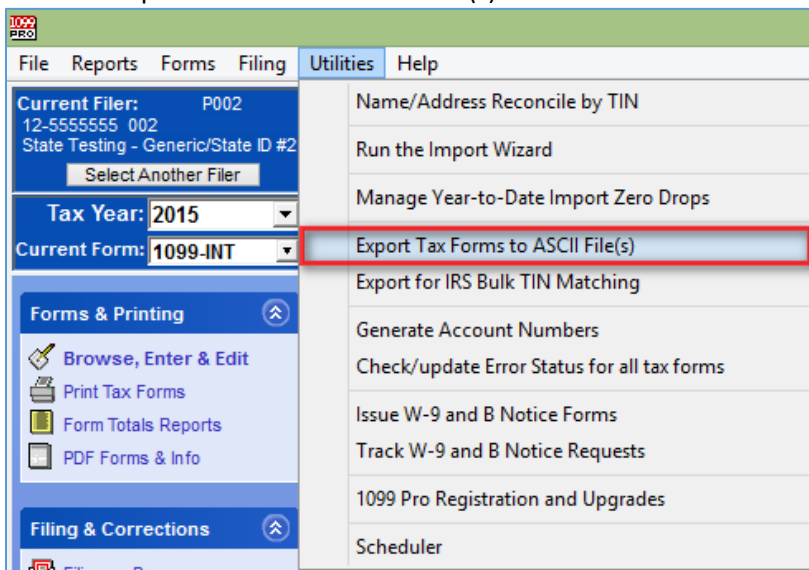 (s)
1099
PRO
File Reports Forms Filing Utilities Help
Current Filer: P002
12-5555555 002
State Testing - Generic/State ID #2
Select Another Filer
Tax Year: 2015
Current Form: 1099-INT
Forms & Printing
Browse, Enter & Edit
Print Tax Forms
Form Totals Reports
PDF Forms & Info
Filing & Corrections
Name/Address Reconcile by TIN
Run the Import Wizard
Manage Year-to-Date Import Zero Drops
Export Tax Forms to ASCII File(s)
Export for IRS Bulk TIN Matching
Generate Account Numbers
Check/update Error Status for all tax forms
Issue W-9 and B Notice Forms
Track W-9 and B Notice Requests
1099 Pro Registration and Upgrades
Scheduler